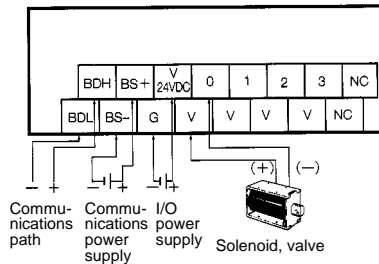 V
BDH BS+ 24VDC 0 1 2 3 NC
BDL BS- G V V V V NC
(+) (-)
- + - + - +
Commu-
nications
path
Commu-
nications
power
supply
I/O
power
supply
Solenoid, valve